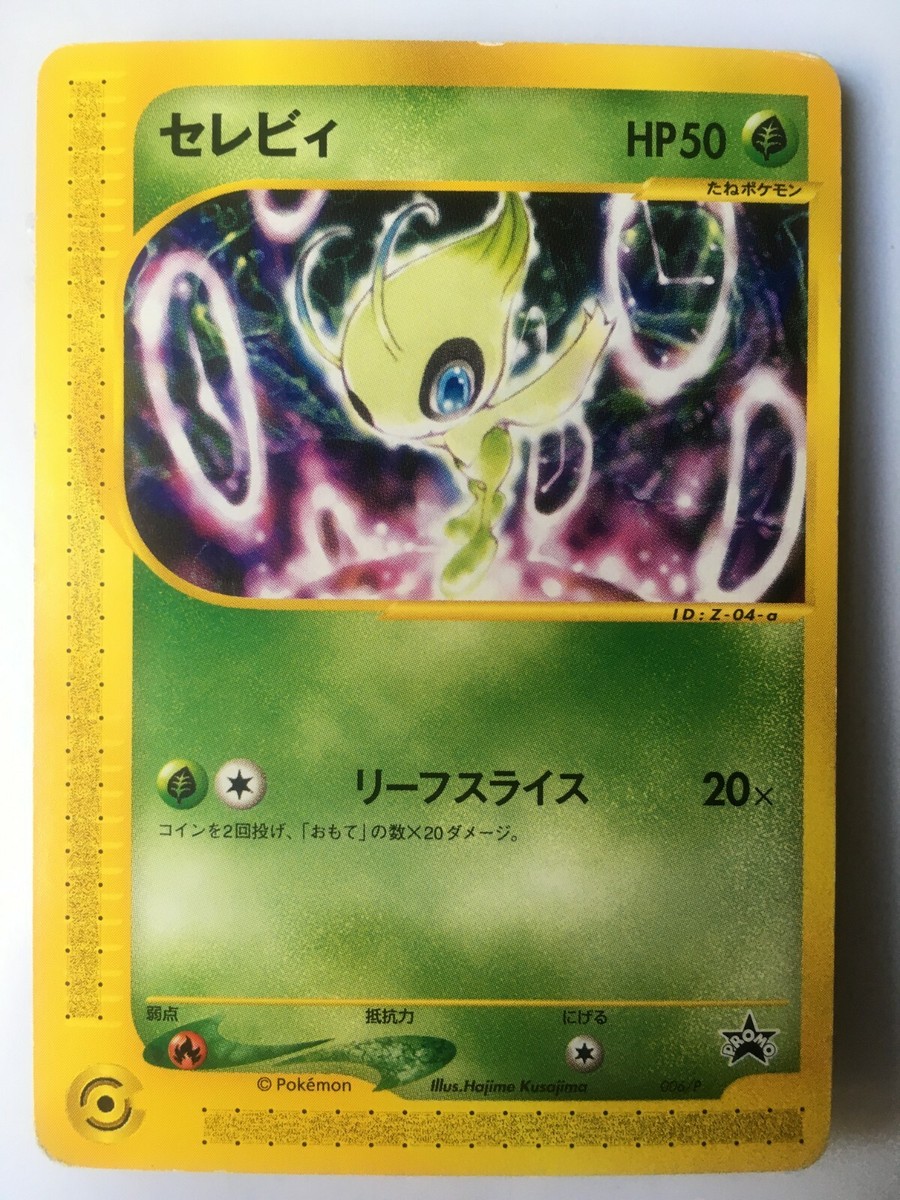 セレビィ HP50
たねポケモン
ID:Z-04-a
リーフスライス 20×
コインを2回投げ、「おもて」の数×20ダメージ。
弱点 抵抗力 にげる
PROMO
© Pokémon Illus.Hajime Kusajima 006/P